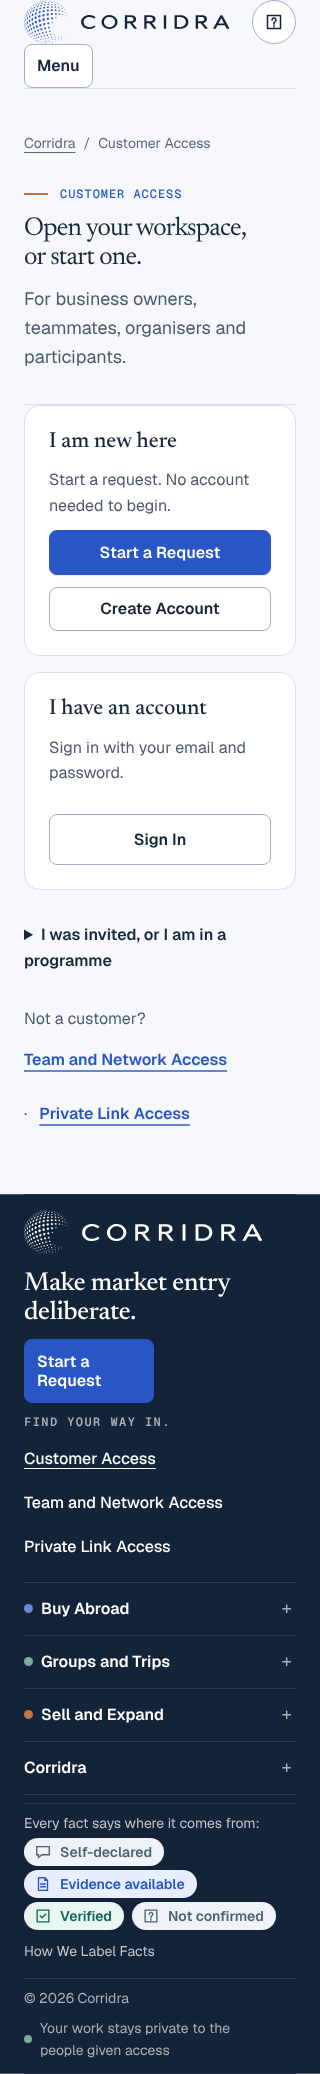 CORRIDRA
Menu
Corridra / Customer Access
CUSTOMER ACCESS
Open your workspace,
or start one.
For business owners,
teammates, organisers and
participants.
I am new here
Start a request. No account
needed to begin.
Start a Request
Create Account
I have an account
Sign in with your email and
password.
Sign In
I was invited, or I am in a
programme
Not a customer?
Team and Network Access
· Private Link Access
CORRIDRA
Make market entry
deliberate.
Start a
Request
FIND YOUR WAY IN.
Customer Access
Team and Network Access
Private Link Access
Buy Abroad +
Groups and Trips +
Sell and Expand +
Corridra +
Every fact says where it comes from:
Self-declared
Evidence available
Verified
Not confirmed
How We Label Facts
© 2026 Corridra
Your work stays private to the
people given access